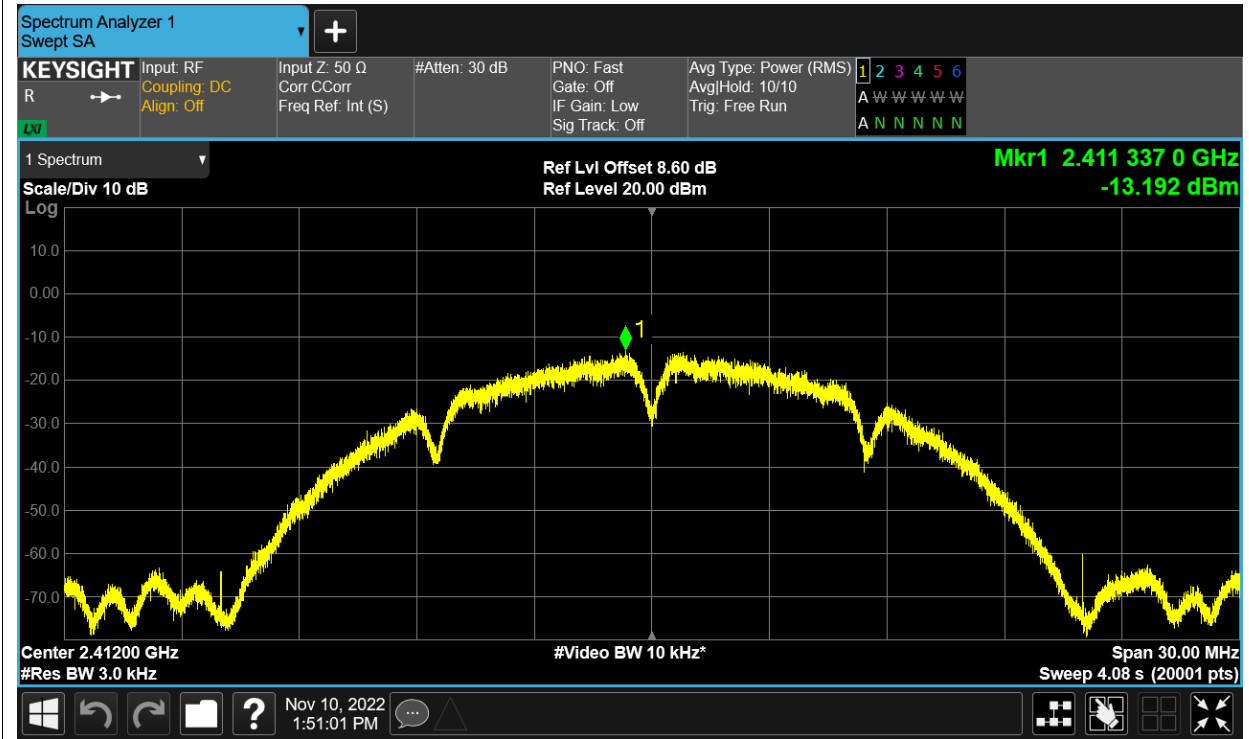 Spectrum Analyzer 1
Swept SA
KEYSIGHT
R
LXI
Input: RF
Coupling: DC
Align: Off
Input Z: 50 Ω
Corr CCorr
Freq Ref: Int (S)
#Atten: 30 dB
PNO: Fast
Gate: Off
IF Gain: Low
Sig Track: Off
Avg Type: Power (RMS)
Avg|Hold: 10/10
Trig: Free Run
1 2 3 4 5 6
A W W W W W
A N N N N N
1 Spectrum
Scale/Div 10 dB
Ref Lvl Offset 8.60 dB
Ref Level 20.00 dBm
Mkr1 2.411 337 0 GHz
-13.192 dBm
Log
10.0
0.00
-10.0
-20.0
-30.0
-40.0
-50.0
-60.0
-70.0
1
Center 2.41200 GHz
#Res BW 3.0 kHz
#Video BW 10 kHz*
Span 30.00 MHz
Sweep 4.08 s (20001 pts)
?
Nov 10, 2022
1:51:01 PM